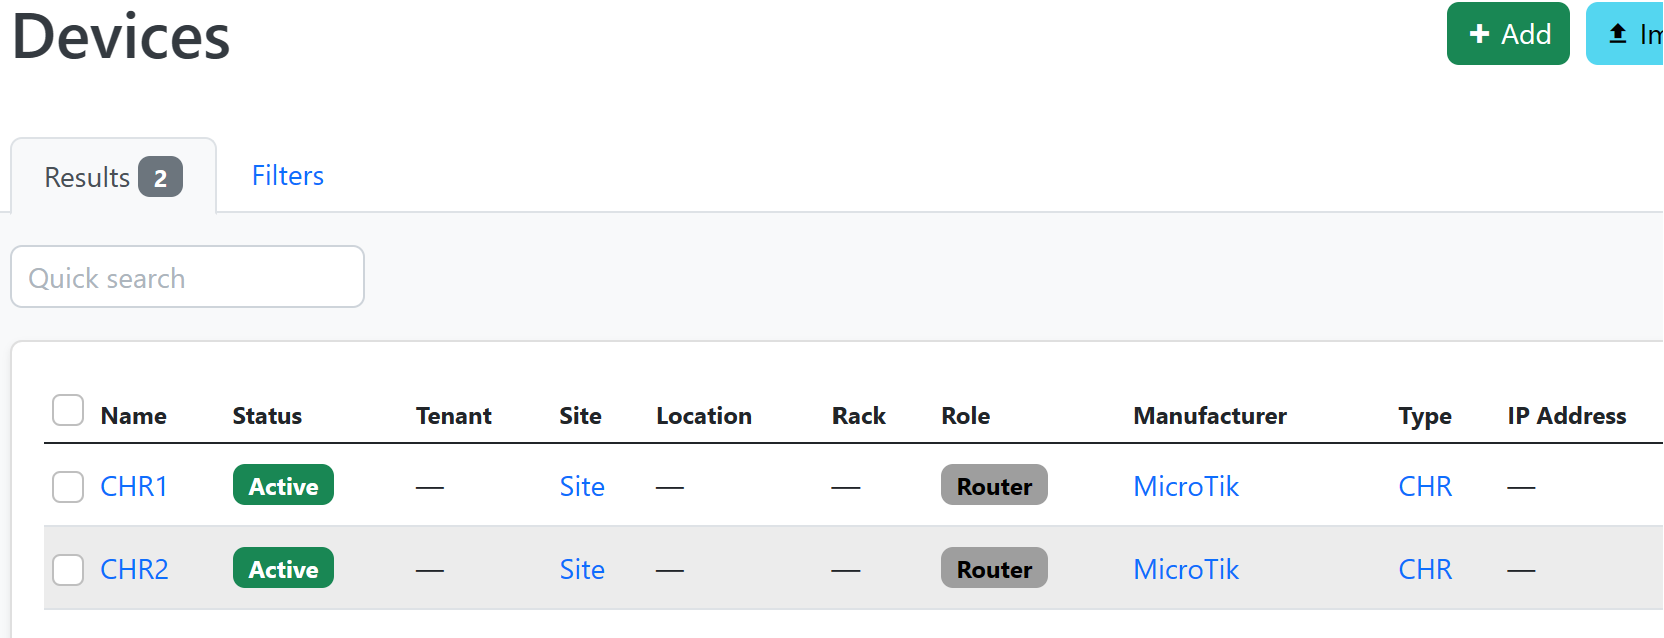 Devices
Add
Im
Results 2
Filters
Quick search
Name Status Tenant Site Location Rack Role Manufacturer Type IP Address
CHR1 Active — Site — — Router MicroTik CHR —
CHR2 Active — Site — — Router MicroTik CHR —